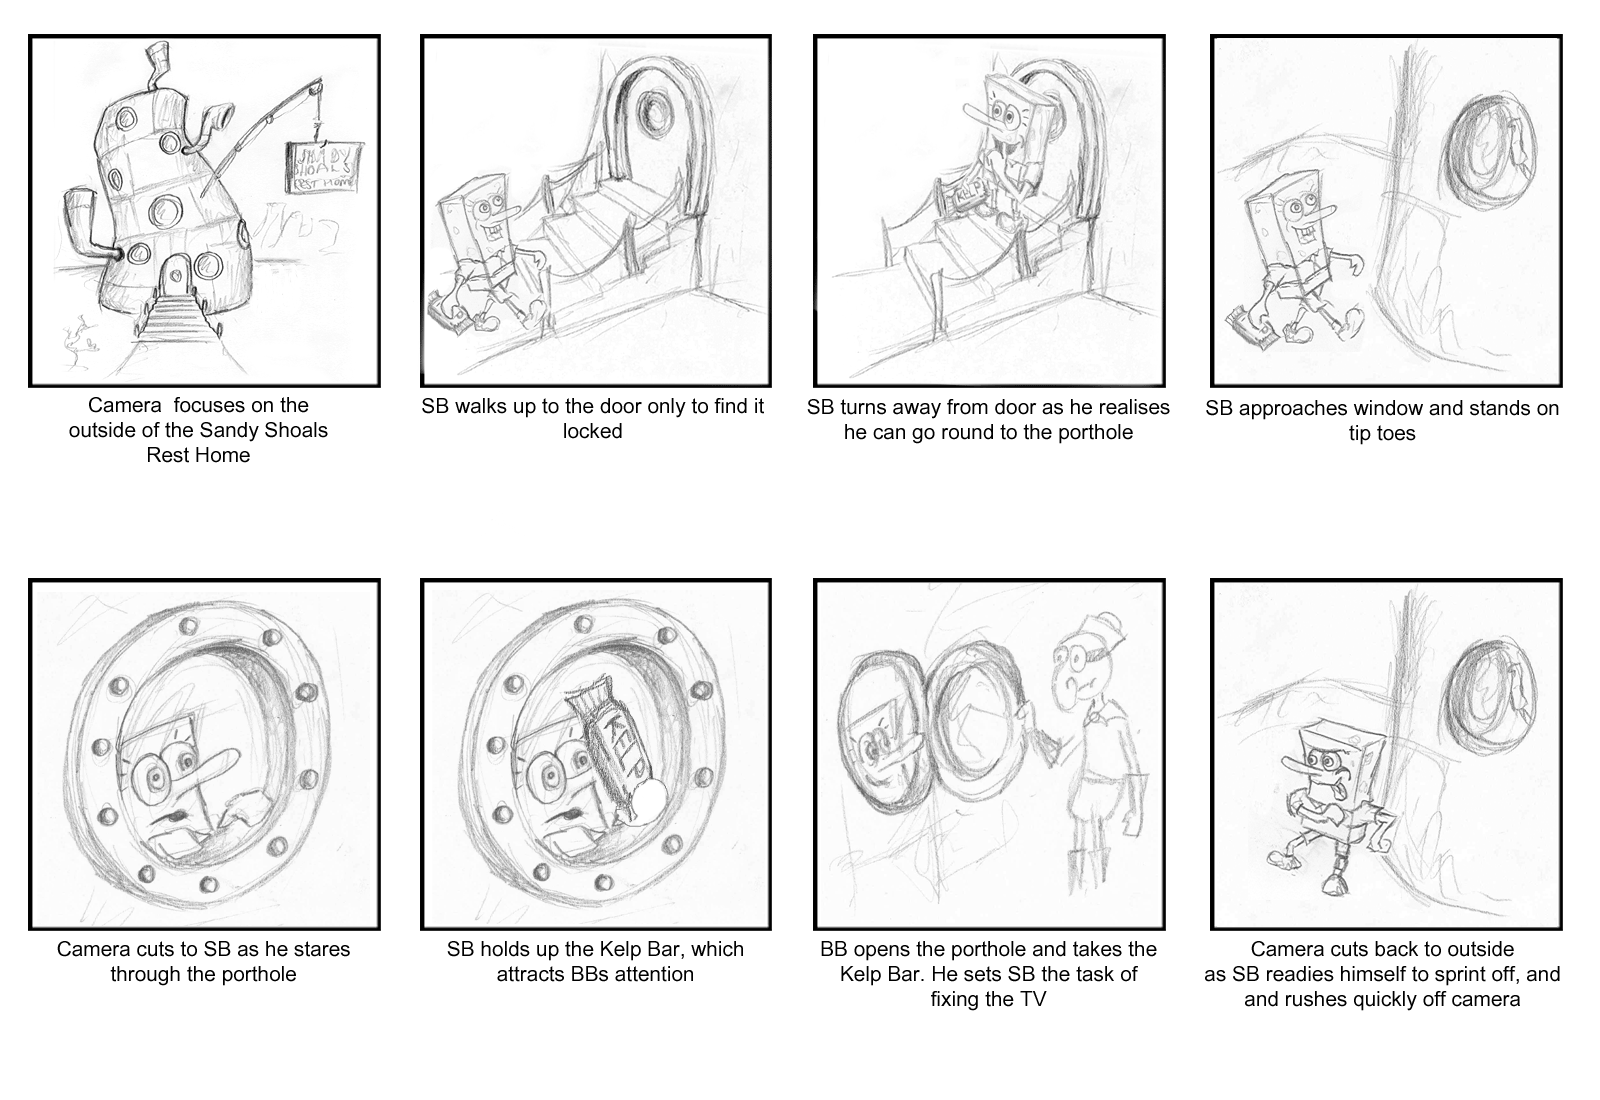 SHADY
SHOALS
REST HOME
KELP
Camera focuses on the
outside of the Sandy Shoals
Rest Home
SB walks up to the door only to find it
locked
SB turns away from door as he realises
he can go round to the porthole
SB approaches window and stands on
tip toes
KELP
Camera cuts to SB as he stares
through the porthole
SB holds up the Kelp Bar, which
attracts BBs attention
BB opens the porthole and takes the
Kelp Bar. He sets SB the task of
fixing the TV
Camera cuts back to outside
as SB readies himself to sprint off, and
and rushes quickly off camera